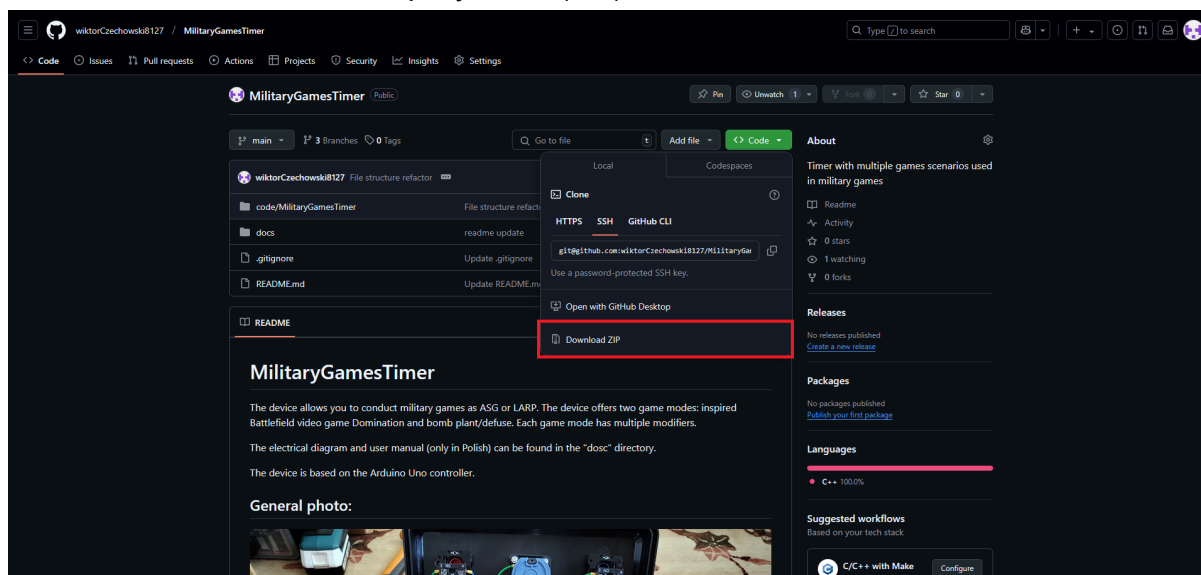 wiktorCzechowski8127 / MilitaryGamesTimer
Type / to search
Code Issues Pull requests Actions Projects Security Insights Settings
MilitaryGamesTimer Public
Pin Unwatch 1 Fork 0 Star 0
main 3 Branches 0 Tags
Go to file t Add file Code
Local Codespaces
wiktorCzechowski8127 File structure refactor
code/MilitaryGamesTimer File structure refact
docs readme update
.gitignore Update .gitignore
README.md Update README.m
Clone
HTTPS SSH GitHub CLI
git@github.com:wiktorCzechowski8127/MilitaryGa
Use a password-protected SSH key.
Open with GitHub Desktop
Download ZIP
README
MilitaryGamesTimer
The device allows you to conduct military games as ASG or LARP. The device offers two game modes: inspired
Battlefield video game Domination and bomb plant/defuse. Each game mode has multiple modifiers.
The electrical diagram and user manual (only in Polish) can be found in the "dosc" directory.
The device is based on the Arduino Uno controller.
General photo:
About
Timer with multiple games scenarios used
in military games
Readme
Activity
0 stars
1 watching
0 forks
Releases
No releases published
Create a new release
Packages
No packages published
Publish your first package
Languages
C++ 100.0%
Suggested workflows
Based on your tech stack
C/C++ with Make Configure